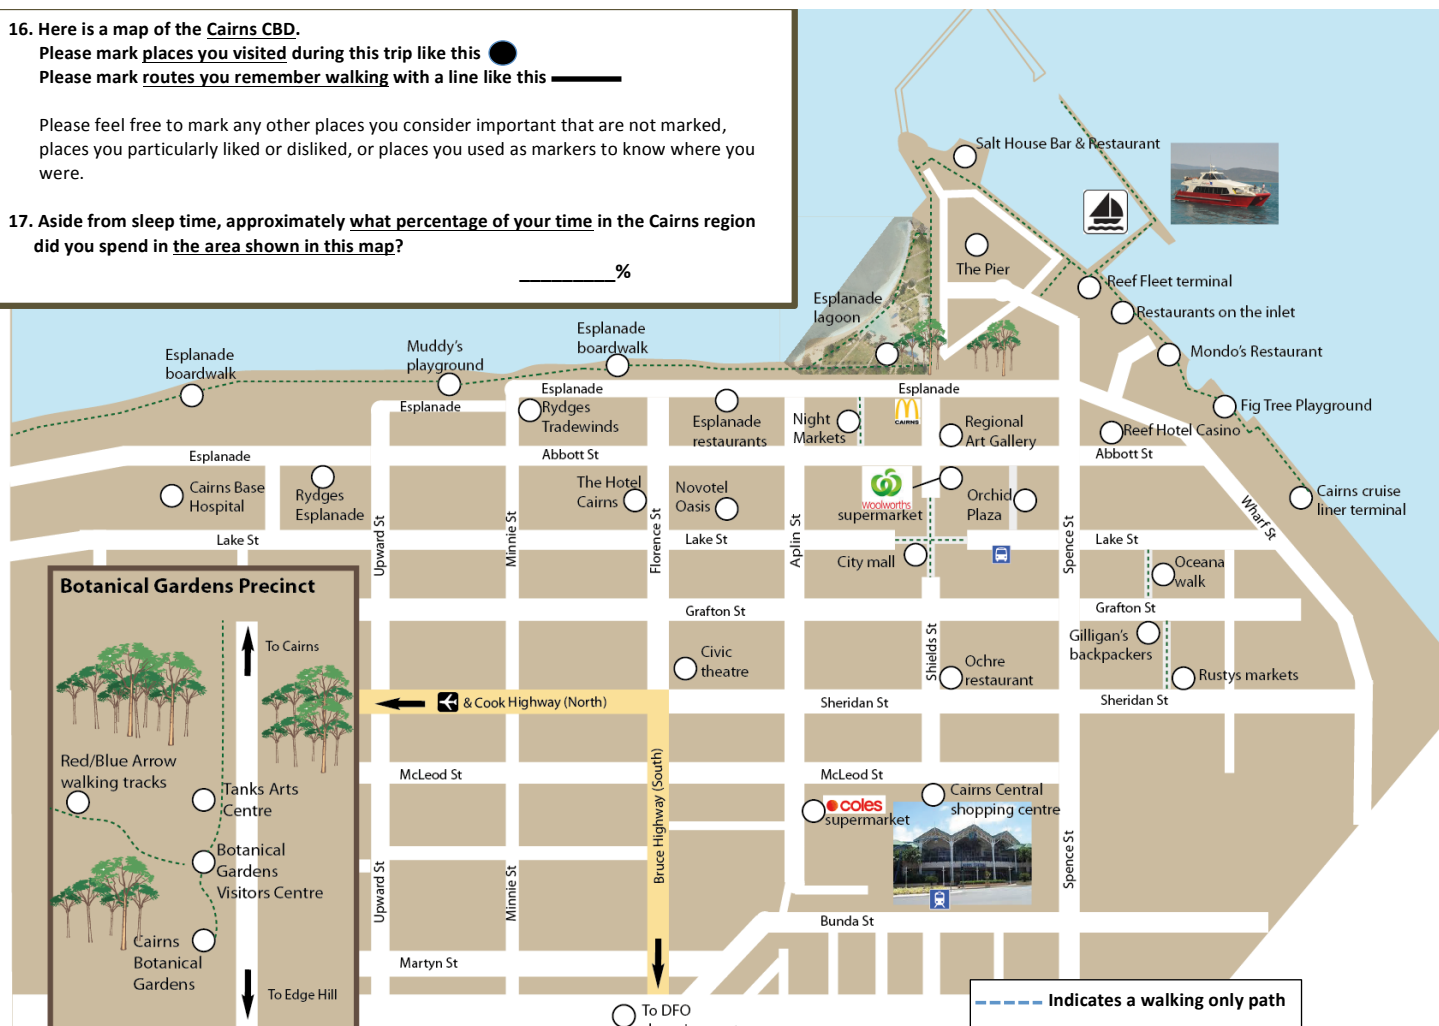 16. Here is a map of the Cairns CBD.
Please mark places you visited during this trip like this
Please mark routes you remember walking with a line like this
Please feel free to mark any other places you consider important that are not marked,
places you particularly liked or disliked, or places you used as markers to know where you
were.
17. Aside from sleep time, approximately what percentage of your time in the Cairns region
did you spend in the area shown in this map?
_________%
Salt House Bar & Restaurant
The Pier
Reef Fleet terminal
Restaurants on the inlet
Esplanade
lagoon
Esplanade
boardwalk
Muddy's
playground
Esplanade
boardwalk
Mondo's Restaurant
Esplanade
Esplanade
Esplanade
Rydges
Tradewinds
Esplanade
restaurants
Night
Markets
CAIRNS
Regional
Art Gallery
Fig Tree Playground
Reef Hotel Casino
Esplanade
Abbott St
Abbott St
Cairns Base
Hospital
Rydges
Esplanade
The Hotel
Cairns
Novotel
Oasis
woolworths
supermarket
Orchid
Plaza
Cairns cruise
liner terminal
Wharf St
Upward St
Minnie St
Florence St
Aplin St
Spence St
Lake St
Lake St
Lake St
City mall
Oceana
walk
Botanical Gardens Precinct
Grafton St
Grafton St
To Cairns
Civic
theatre
Shields St
Ochre
restaurant
Gilligan's
backpackers
Rustys markets
& Cook Highway (North)
Sheridan St
Sheridan St
Red/Blue Arrow
walking tracks
Tanks Arts
Centre
McLeod St
McLeod St
Bruce Highway (South)
coles
supermarket
Cairns Central
shopping centre
Botanical
Gardens
Visitors Centre
Upward St
Minnie St
Spence St
Bunda St
Cairns
Botanical
Gardens
To Edge Hill
Martyn St
To DFO
Indicates a walking only path